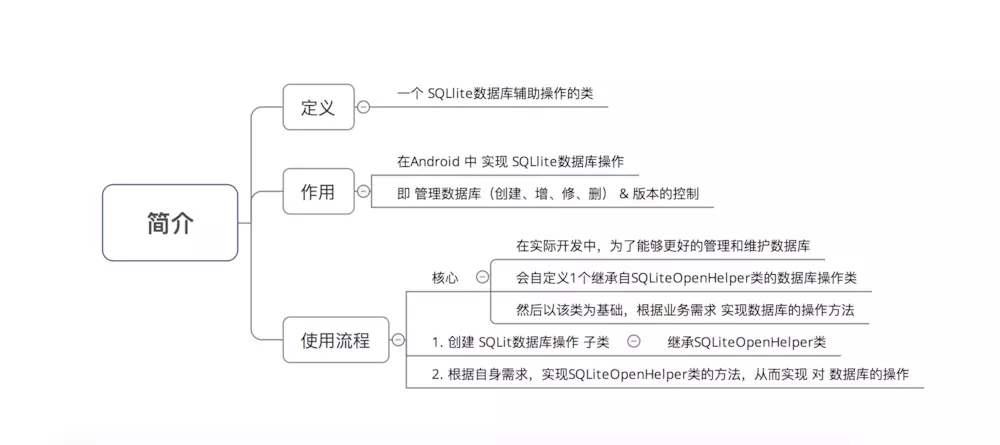 简介
定义
一个 SQLlite数据库辅助操作的类
作用
在Android 中 实现 SQLlite数据库操作
即 管理数据库（创建、增、修、删） & 版本的控制
使用流程
核心
在实际开发中，为了能够更好的管理和维护数据库
会自定义1个继承自SQLiteOpenHelper类的数据库操作类
然后以该类为基础，根据业务需求 实现数据库的操作方法
1. 创建 SQLit数据库操作 子类
继承SQLiteOpenHelper类
2. 根据自身需求，实现SQLiteOpenHelper类的方法，从而实现 对 数据库的操作